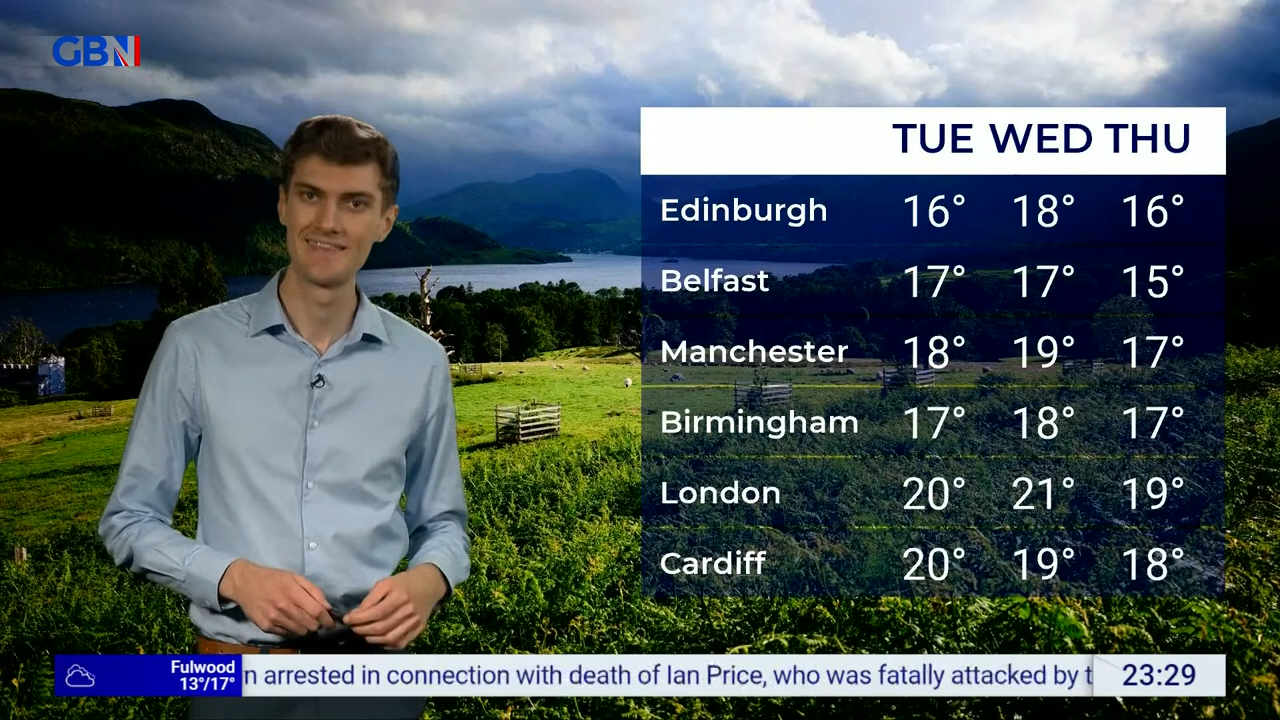 GBN
TUE WED THU
Edinburgh 16° 18° 16°
Belfast 17° 17° 15°
Manchester 18° 19° 17°
Birmingham 17° 18° 17°
London 20° 21° 19°
Cardiff 20° 19° 18°
Fulwood
13°/17°
n arrested in connection with death of Ian Price, who was fatally attacked by t
23:29